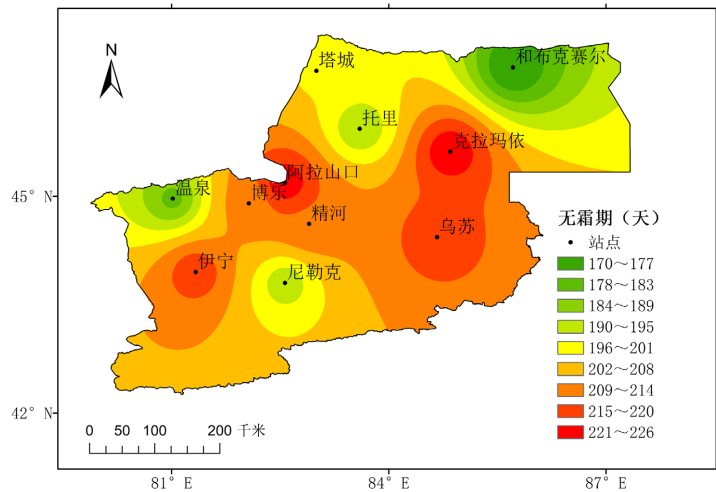 N
塔城
和布克赛尔
托里
克拉玛依
阿拉山口
温泉
博乐
精河
乌苏
伊宁
尼勒克
45° N
42° N
无霜期（天）
站点
170～177
178～183
184～189
190～195
196～201
202～208
209～214
215～220
221～226
0 50 100 200 千米
81° E
84° E
87° E